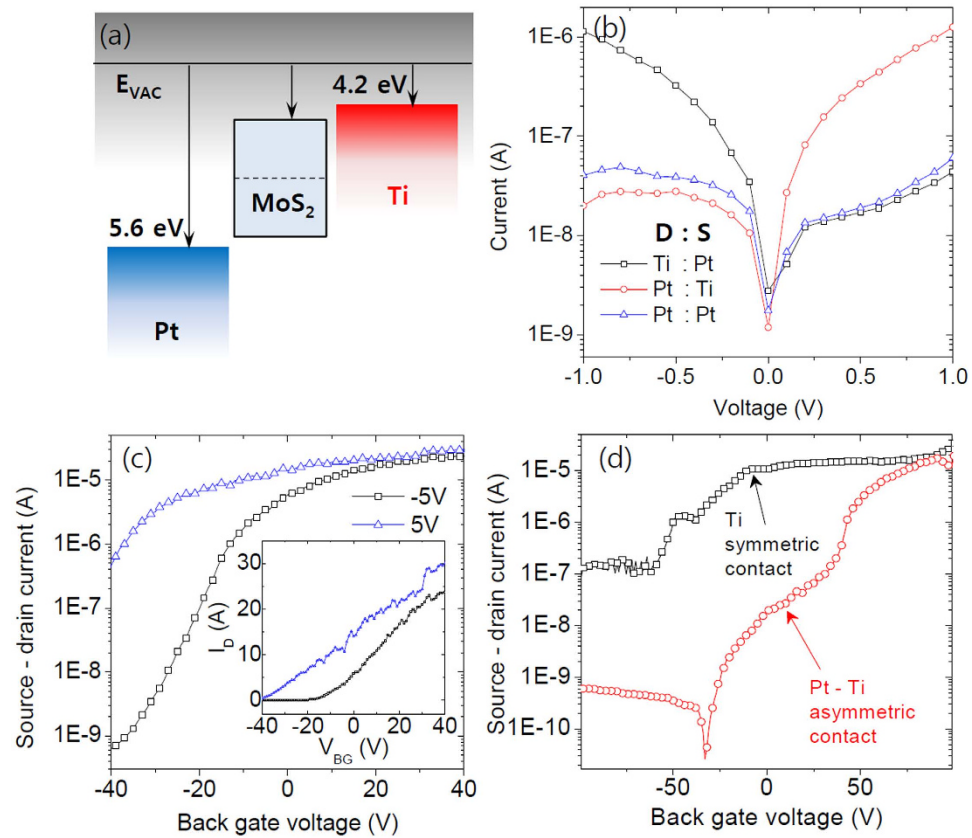 (a)
E_VAC
4.2 eV
MoS₂
Ti
5.6 eV
Pt
(b)
Current (A)
1E-6
1E-7
1E-8
1E-9
D : S
Ti : Pt
Pt : Ti
Pt : Pt
-1.0
-0.5
0.0
0.5
1.0
Voltage (V)
(c)
Source - drain current (A)
1E-5
1E-6
1E-7
1E-8
1E-9
-5V
5V
I_D (A)
30
20
10
0
-40
-20
0
20
40
V_BG (V)
-40
-20
0
20
40
Back gate voltage (V)
(d)
Source - drain current (A)
1E-5
1E-6
1E-7
1E-8
1E-9
1E-10
Ti
symmetric
contact
Pt - Ti
asymmetric
contact
-50
0
50
Back gate voltage (V)